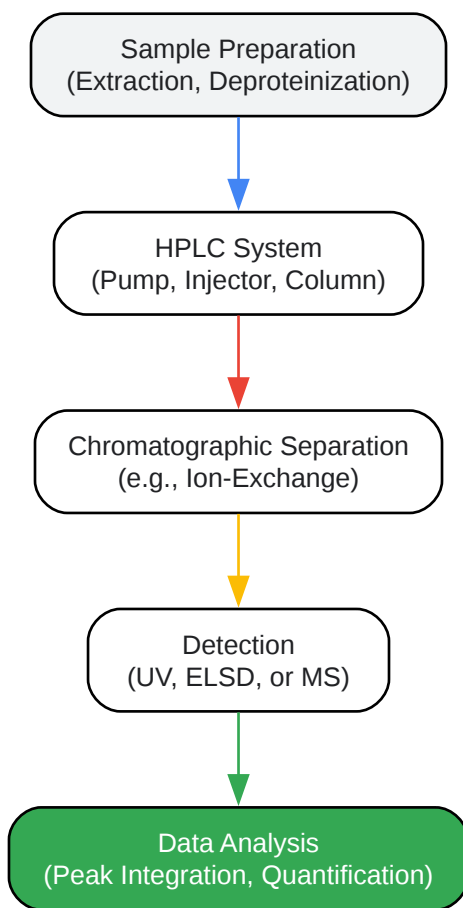 Sample Preparation
(Extraction, Deproteinization)
HPLC System
(Pump, Injector, Column)
Chromatographic Separation
(e.g., Ion-Exchange)
Detection
(UV, ELSD, or MS)
Data Analysis
(Peak Integration, Quantification)